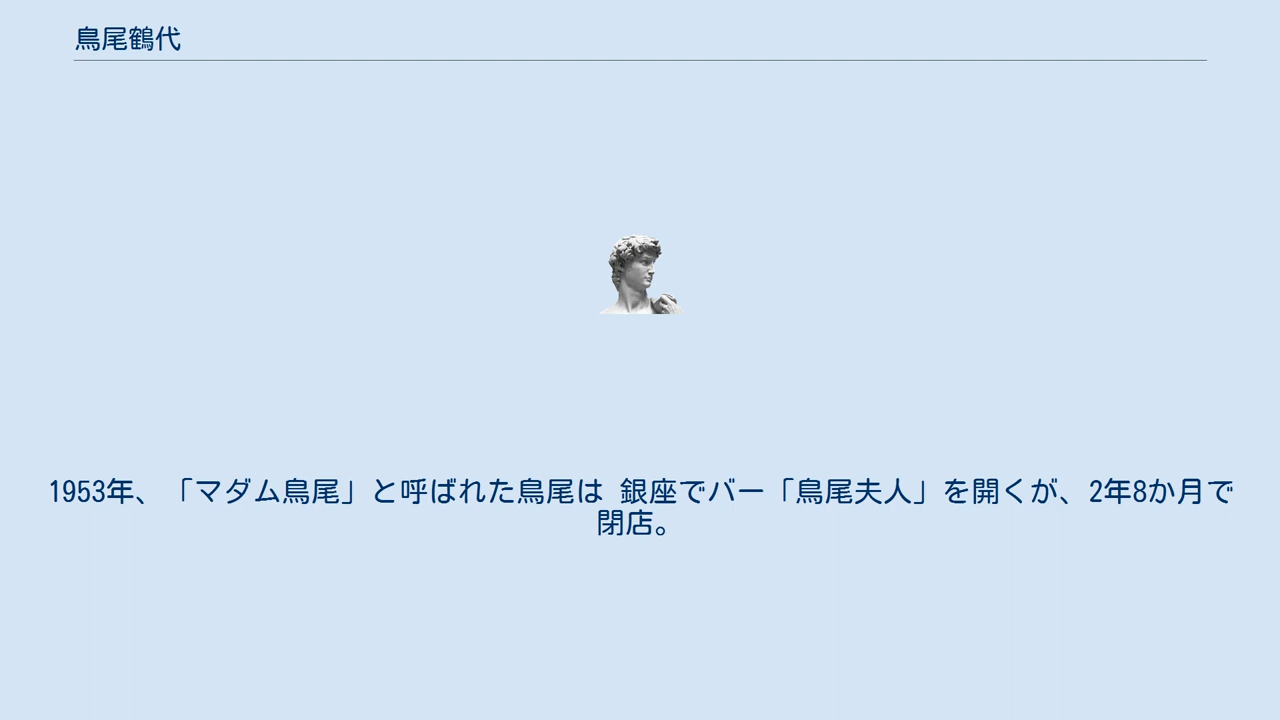 鳥尾鶴代
1953年、「マダム鳥尾」と呼ばれた鳥尾は 銀座でバー「鳥尾夫人」を開くが、2年8か月で
閉店。